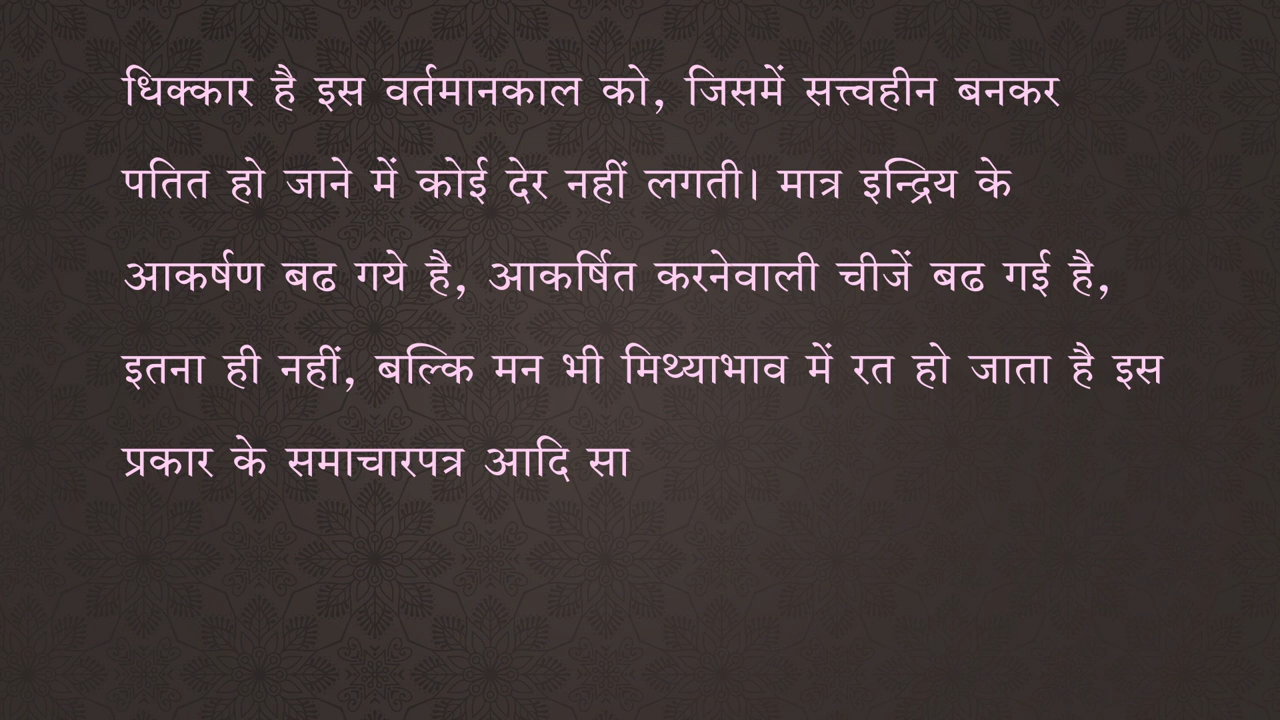 धिक्कार है इस वर्तमानकाल को, जिसमें सत्त्वहीन बनकर
पतित हो जाने में कोई देर नहीं लगती। मात्र इन्द्रिय के
आकर्षण बढ गये है, आकर्षित करनेवाली चीजें बढ गई है,
इतना ही नहीं, बल्कि मन भी मिथ्याभाव में रत हो जाता है इस
प्रकार के समाचारपत्र आदि सा